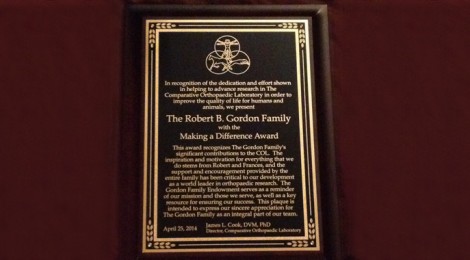 In recognition of the dedication and effort shown
in helping to advance research in The
Comparative Orthopaedic Laboratory in order to
improve the quality of life for humans and
animals, we present
The Robert B. Gordon Family
with the
Making a Difference Award
This award recognizes The Gordon Family's
significant contributions to the COL. The
inspiration and motivation for everything that we
do stems from Robert and Frances, and the
support and encouragement provided by the
entire family has been critical to our development
as a world leader in orthopaedic research. The
Gordon Family Endowment serves as a reminder
of our mission and those we serve, as well as a key
resource for ensuring our success. This plaque is
intended to express our sincere appreciation for
The Gordon Family as an integral part of our team.
April 25, 2014 James L. Cook, DVM, PhD
Director, Comparative Orthopaedic Laboratory